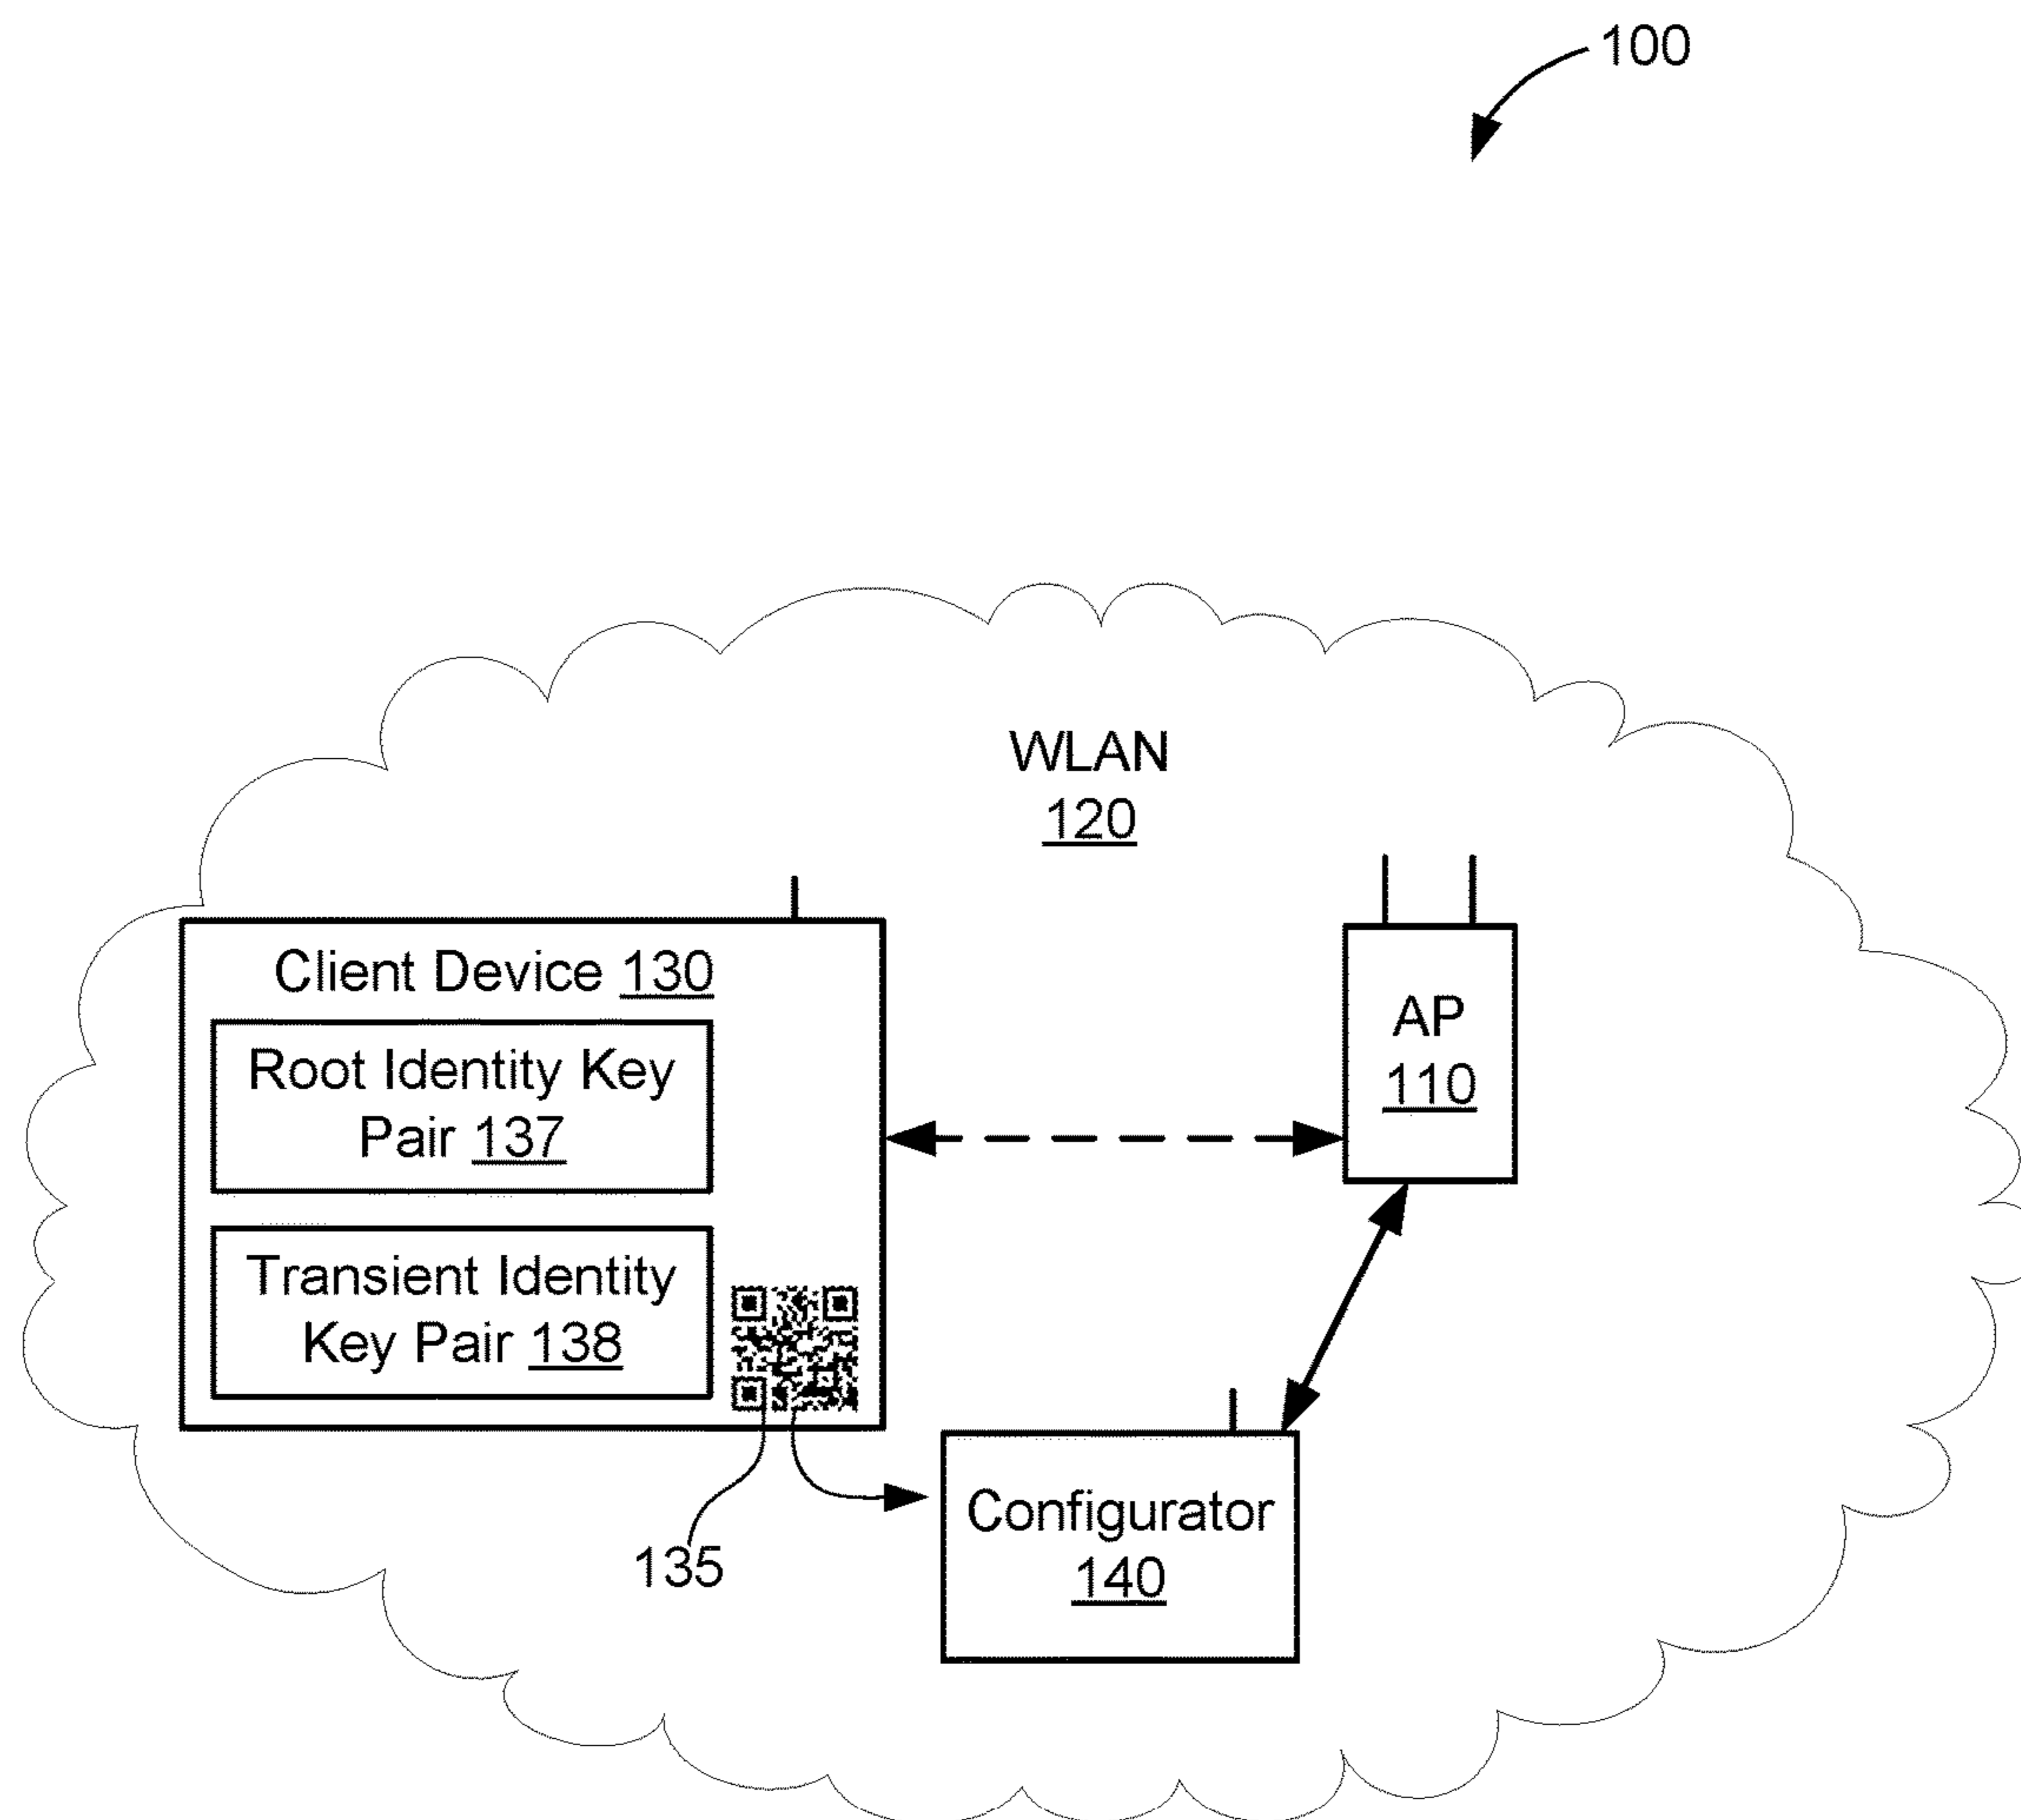 100
WLAN
120
Client Device 130
Root Identity Key
Pair 137
Transient Identity
Key Pair 138
AP
110
135
Configurator
140